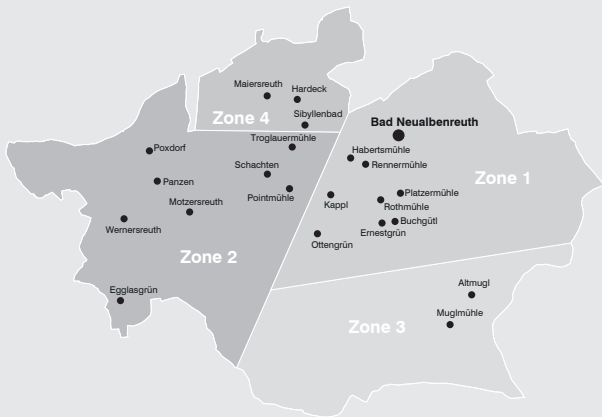 Maiersreuth
Hardeck
Sibyllenbad
Zone 4
Bad Neualbenreuth
Troglauermühle
Poxdorf
Habertsmühle
Rennermühle
Schachten
Zone 1
Panzen
Pointmühle
Platzermühle
Kappl
Rothmühle
Motzersreuth
Buchgütl
Wernersreuth
Ernestgrün
Ottengrün
Zone 2
Altmugl
Egglasgrün
Muglmühle
Zone 3